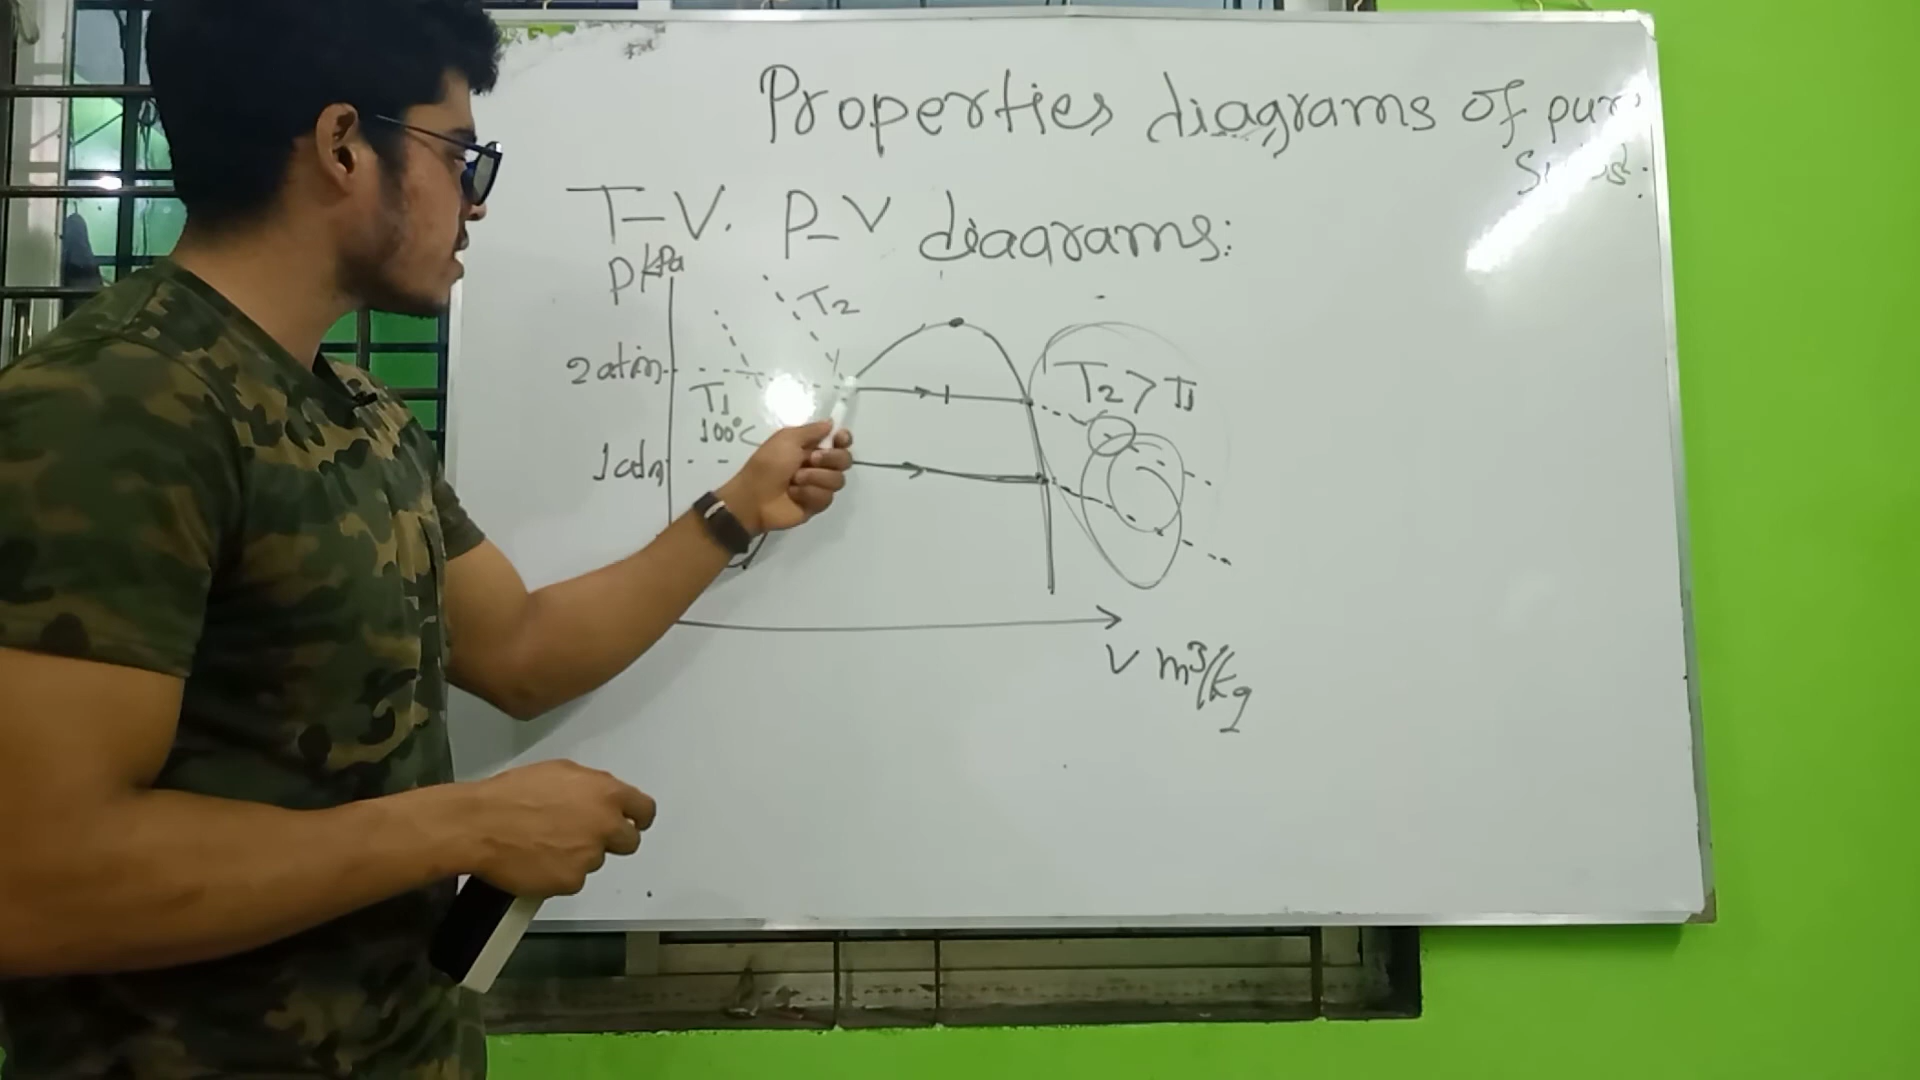 Properties diagrams of pur
T-V. P-V diagrams:
P kPa
T2
2 atm
T1
100°C
T2 > T1
1 atm
V m³/kg